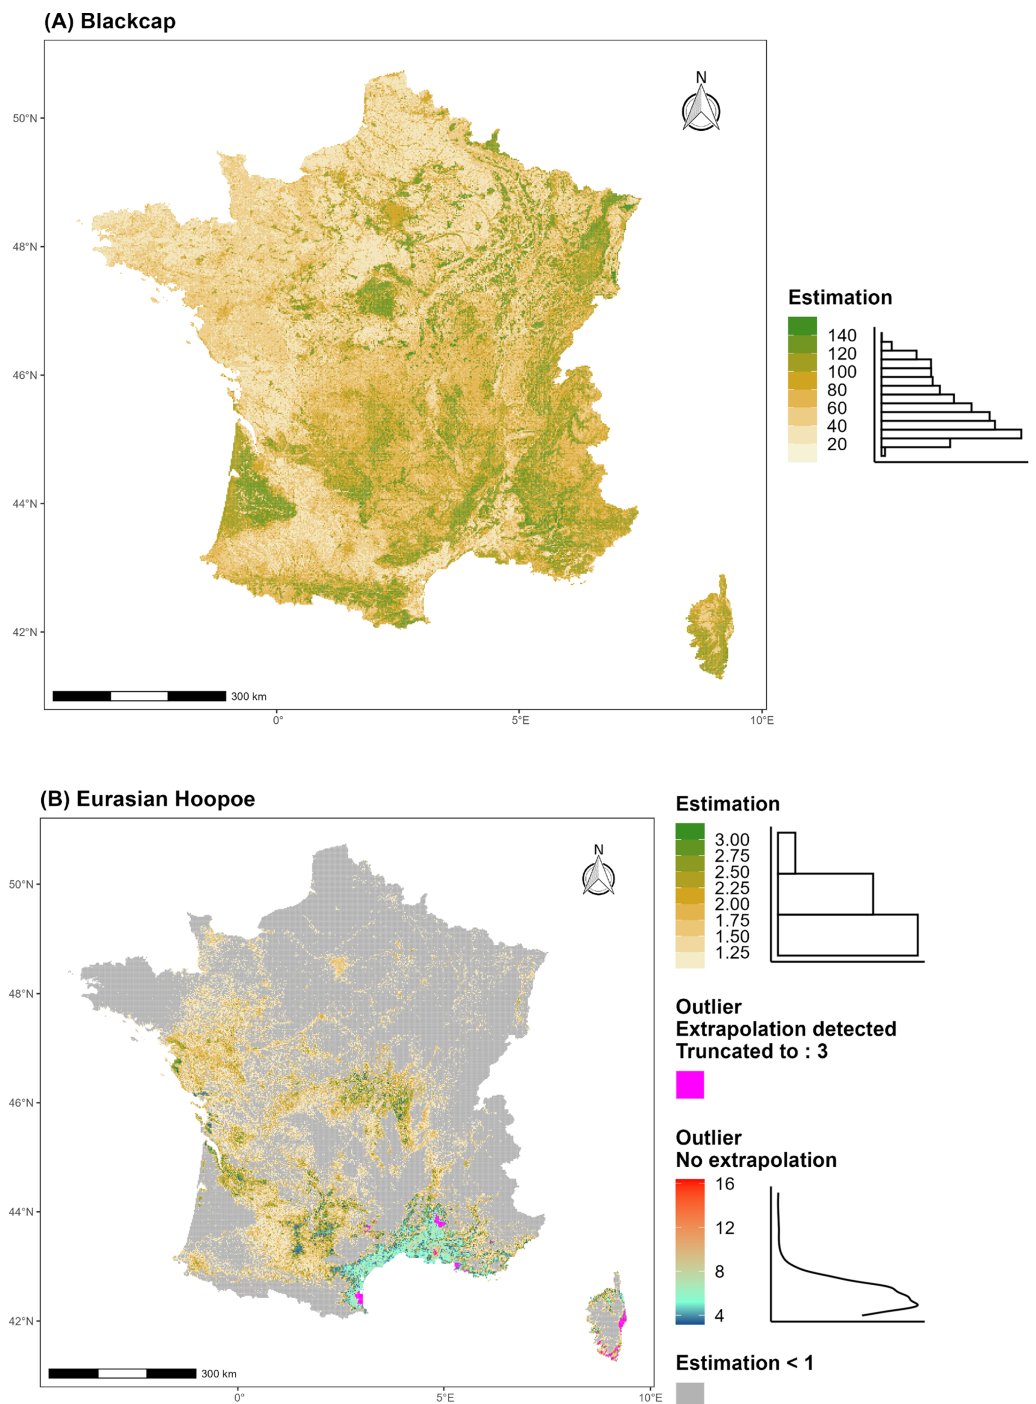 (A) Blackcap
N
50°N
48°N
46°N
44°N
42°N
300 km
0°
5°E
10°E
Estimation
140
120
100
80
60
40
20
(B) Eurasian Hoopoe
N
50°N
48°N
46°N
44°N
42°N
300 km
0°
5°E
10°E
Estimation
3.00
2.75
2.50
2.25
2.00
1.75
1.50
1.25
Outlier
Extrapolation detected
Truncated to : 3
Outlier
No extrapolation
16
12
8
4
Estimation < 1